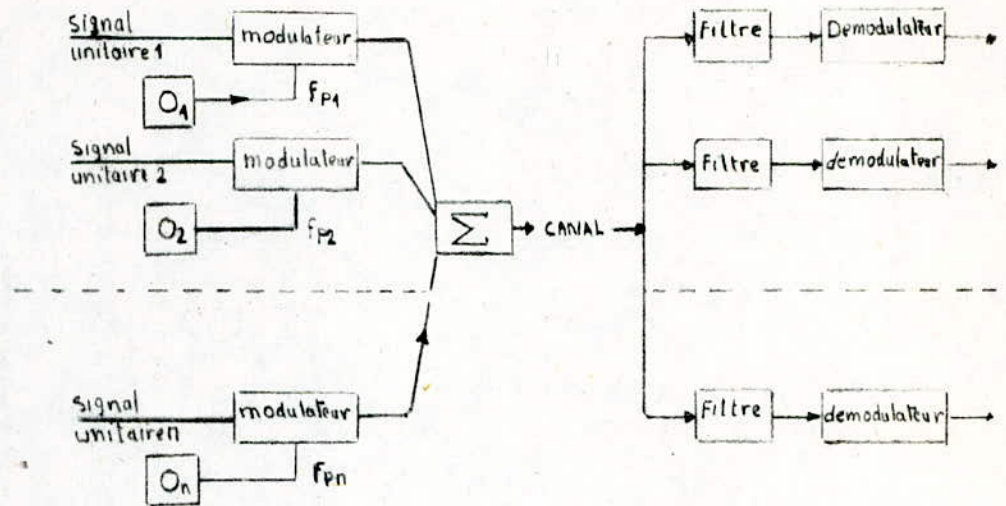 Signal
unitaire 1
modulateur
O1
fP1
Signal
unitaire 2
modulateur
O2
fP2
Σ
CANAL
Signal
unitaire n
modulateur
On
fPn
Filtre
Demodulateur
Filtre
demodulateur
Filtre
demodulateur